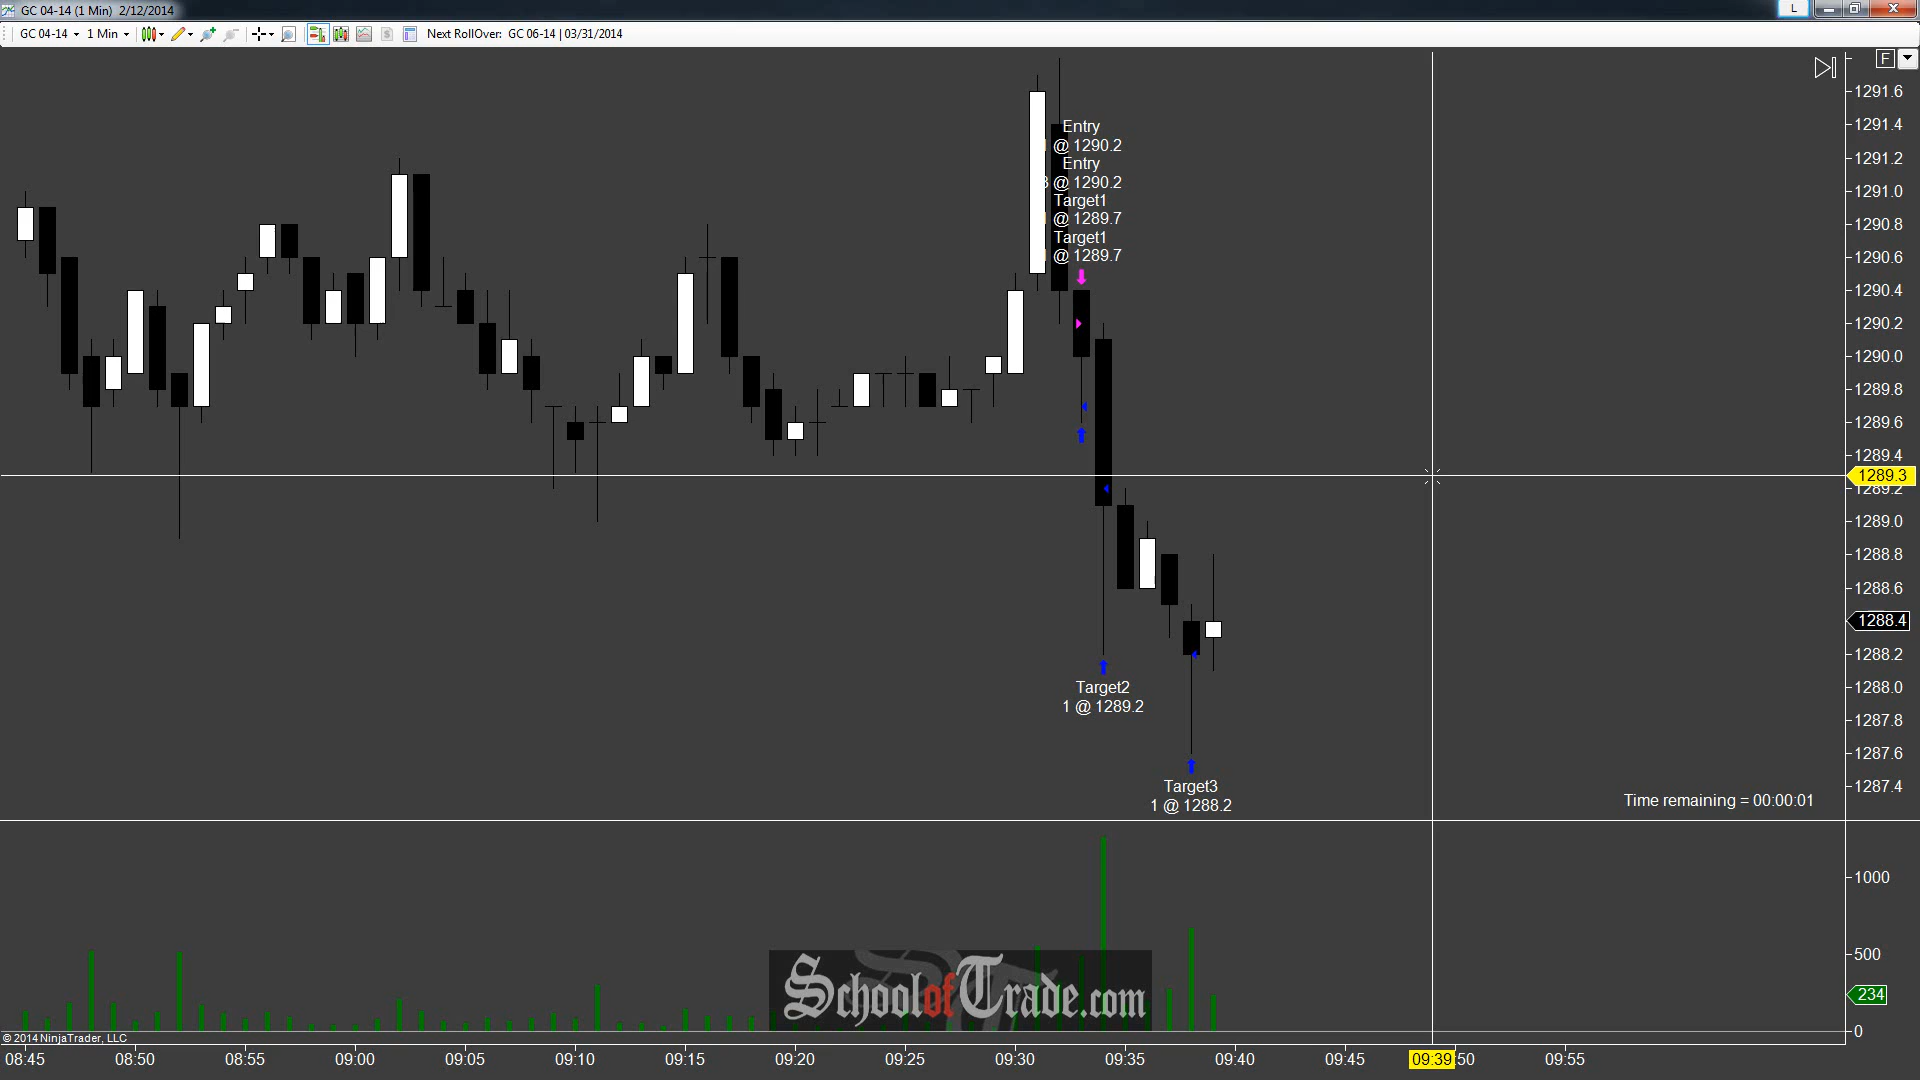 GC 04-14 (1 Min) 2/12/2014
L
GC 04-14 1 Min Next RollOver: GC 06-14 | 03/31/2014
F
1291.6
1291.4
1291.2
1291.0
1290.8
1290.6
1290.4
1290.2
1290.0
1289.8
1289.6
1289.4
1289.3
1289.2
1289.0
1288.8
1288.6
1288.4
1288.2
1288.0
1287.8
1287.6
1287.4
Entry
@ 1290.2
Entry
3 @ 1290.2
Target1
@ 1289.7
Target1
@ 1289.7
Target2
1 @ 1289.2
Target3
1 @ 1288.2
Time remaining = 00:00:01
1000
500
234
0
SchoolofTrade.com
© 2014 NinjaTrader, LLC
08:45 08:50 08:55 09:00 09:05 09:10 09:15 09:20 09:25 09:30 09:35 09:40 09:45 09:39 :50 09:55